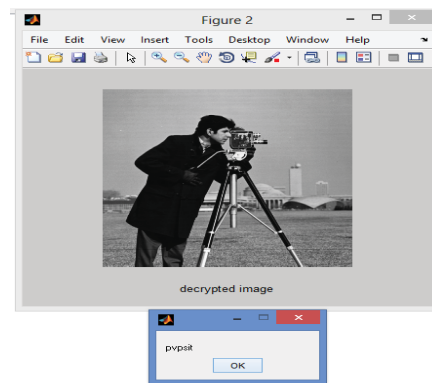 Figure 2
File Edit View Insert Tools Desktop Window Help
decrypted image
pvpsit
OK